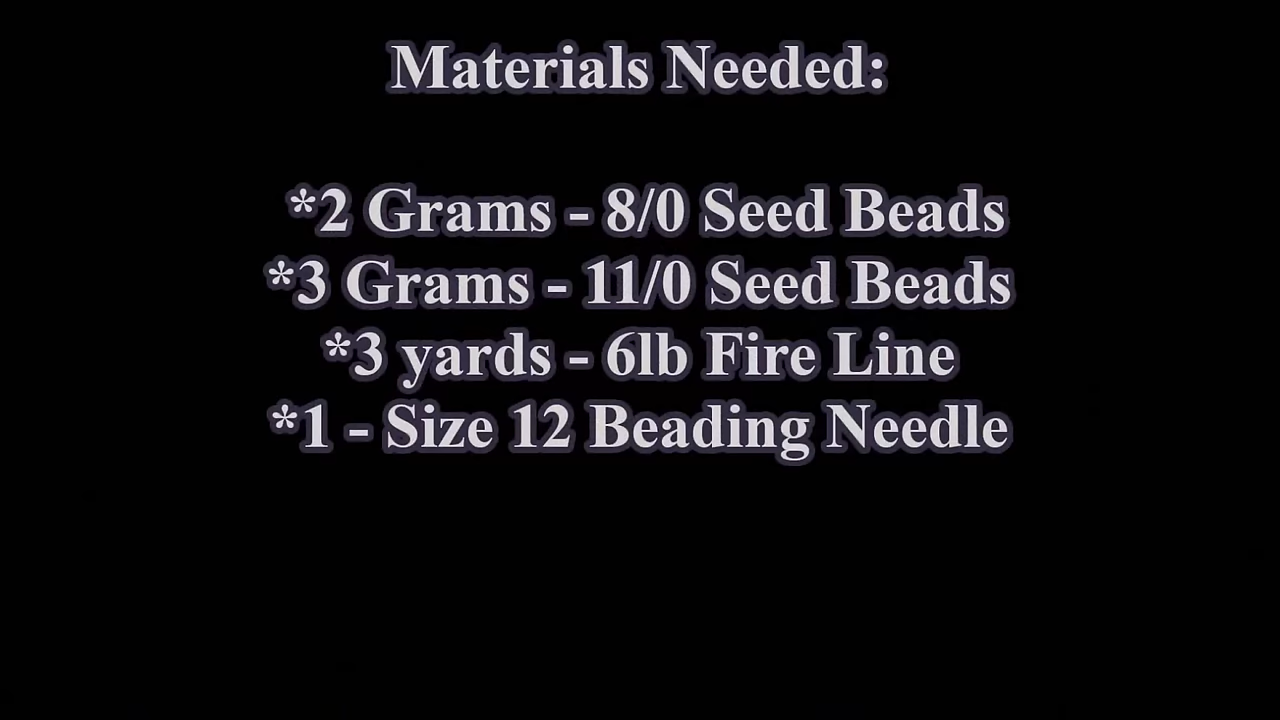 Materials Needed:
*2 Grams - 8/0 Seed Beads
*3 Grams - 11/0 Seed Beads
*3 yards - 6lb Fire Line
*1 - Size 12 Beading Needle